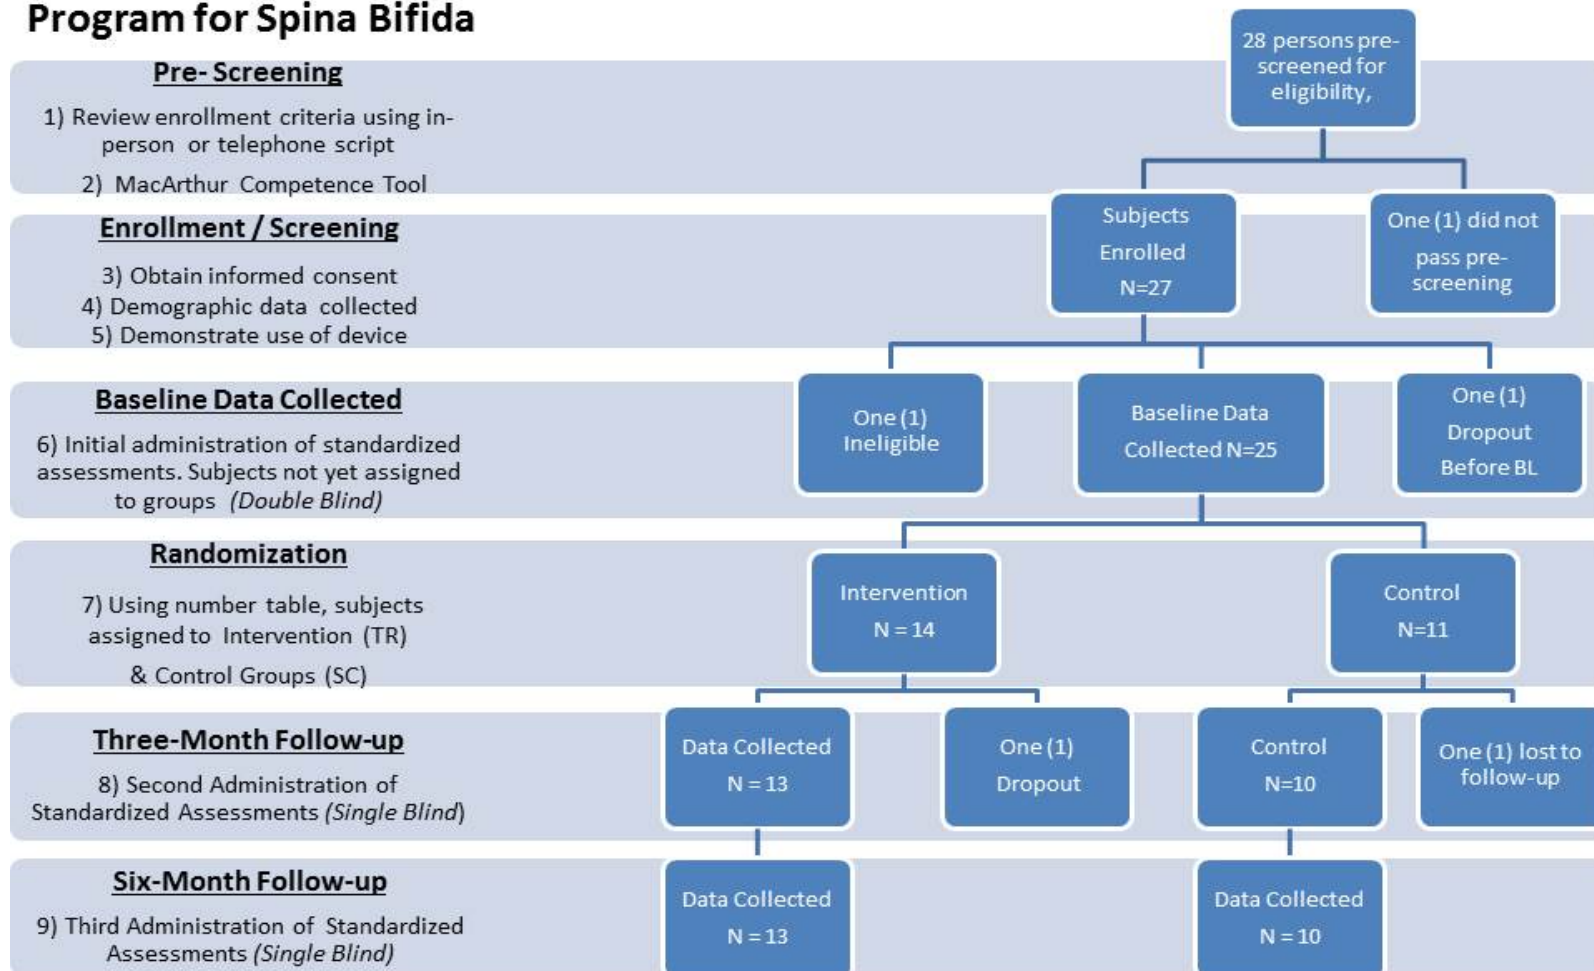 Program for Spina Bifida
Pre- Screening
1) Review enrollment criteria using in-
person or telephone script
2) MacArthur Competence Tool
28 persons pre-
screened for
eligibility,
Enrollment / Screening
3) Obtain informed consent
4) Demographic data collected
5) Demonstrate use of device
Subjects
Enrolled
N=27
One (1) did not
pass pre-
screening
Baseline Data Collected
6) Initial administration of standardized
assessments. Subjects not yet assigned
to groups (Double Blind)
One (1)
Ineligible
Baseline Data
Collected N=25
One (1)
Dropout
Before BL
Randomization
7) Using number table, subjects
assigned to Intervention (TR)
& Control Groups (SC)
Intervention
N = 14
Control
N=11
Three-Month Follow-up
8) Second Administration of
Standardized Assessments (Single Blind)
Data Collected
N = 13
One (1)
Dropout
Control
N=10
One (1) lost to
follow-up
Six-Month Follow-up
9) Third Administration of Standardized
Assessments (Single Blind)
Data Collected
N = 13
Data Collected
N = 10